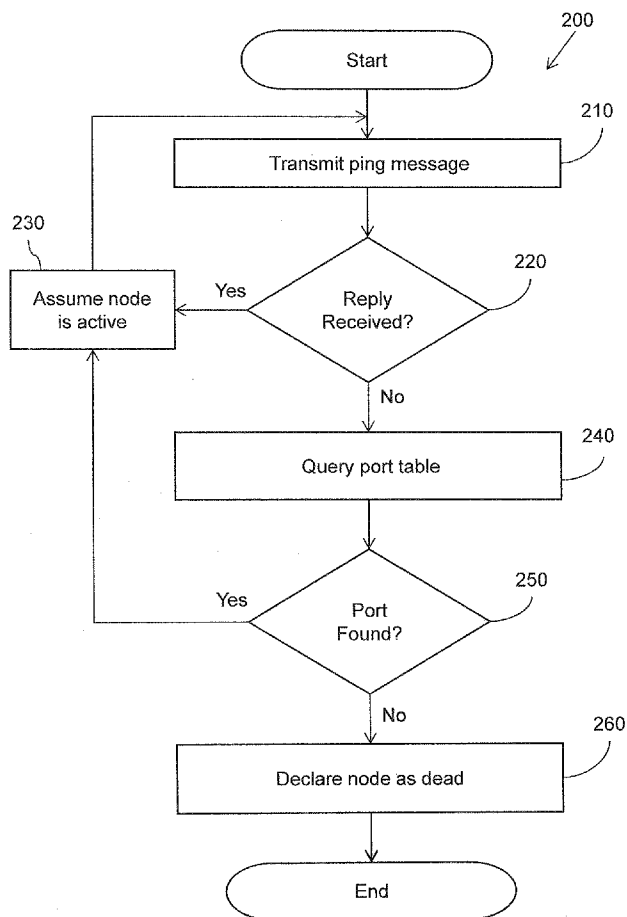 200
Start
210
Transmit ping message
230
Assume node
is active
Yes
220
Reply
Received?
No
240
Query port table
Yes
250
Port
Found?
No
260
Declare node as dead
End